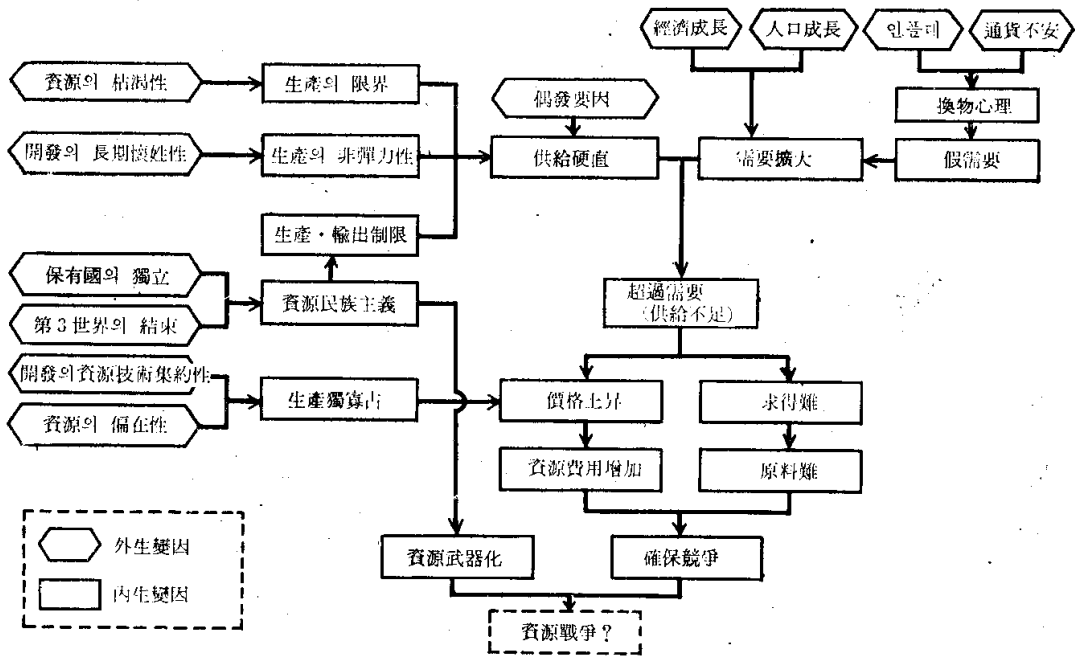 經濟成長
人口成長
인플레
通貨不安
資源의 枯渴性
生產의 限界
偶發要因
換物心理
開發의 長期懷妊性
生產의 非彈力性
供給硬直
需要擴大
假需要
生產・輸出制限
保有國의 獨立
資源民族主義
超過需要
(供給不足)
第3世界의 結束
開發의資源技術集約性
生產獨寡占
價格上昇
求得難
資源의 偏在性
資源費用增加
原料難
外生變因
資源武器化
確保競爭
內生變因
資源戰爭?